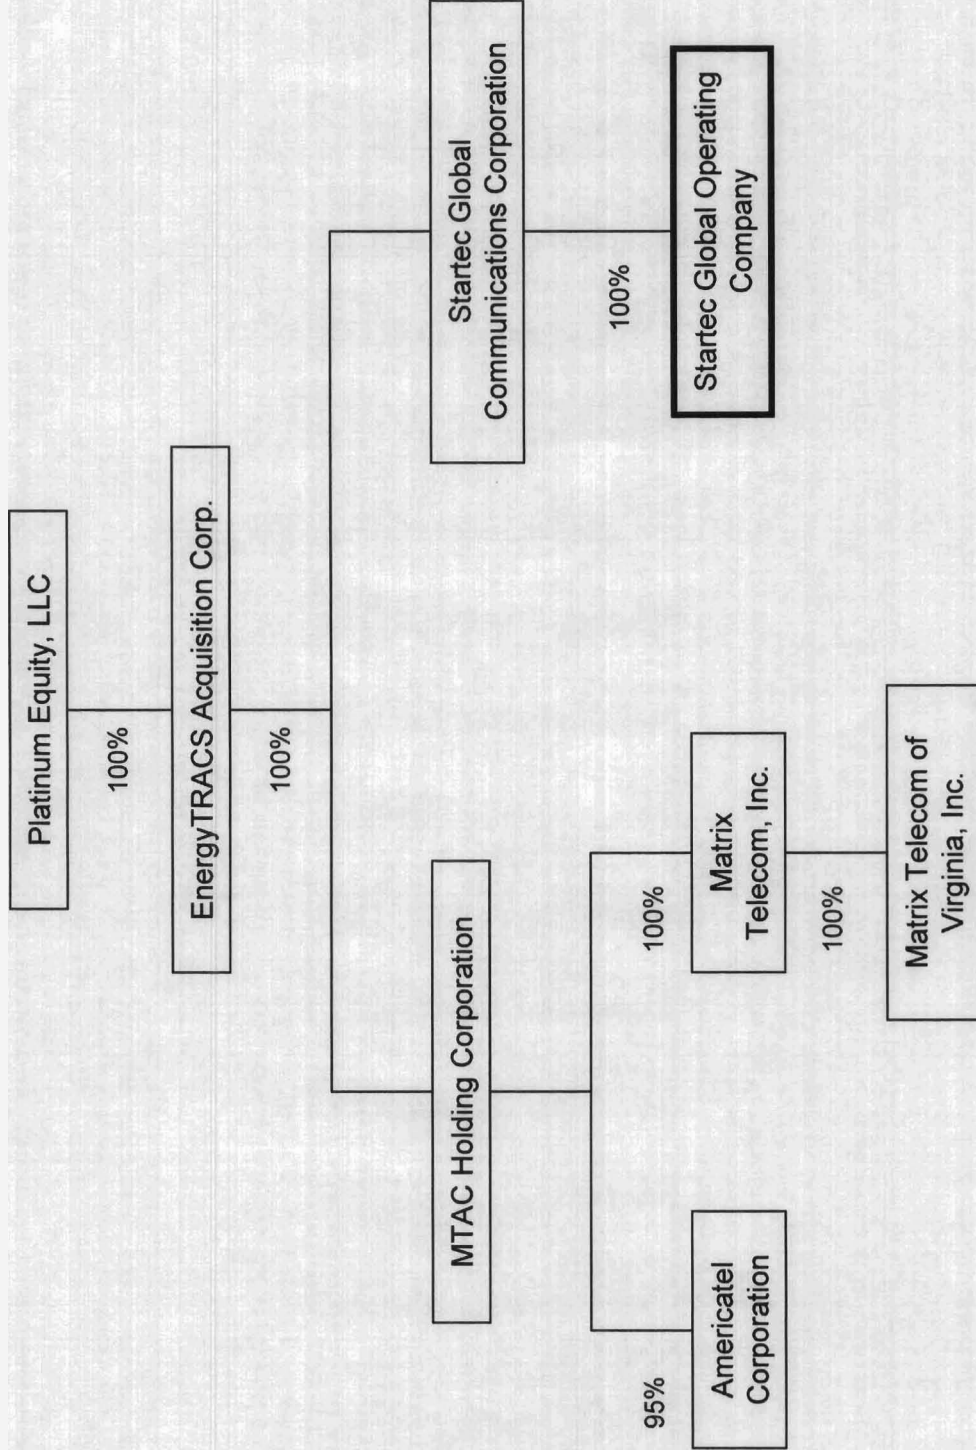 Platinum Equity, LLC
100%
EnergyTRACS Acquisition Corp.
100%
MTAC Holding Corporation
Startec Global
Communications Corporation
95%
100%
100%
Americatel
Corporation
Matrix
Telecom, Inc.
Startec Global Operating
Company
100%
Matrix Telecom of
Virginia, Inc.